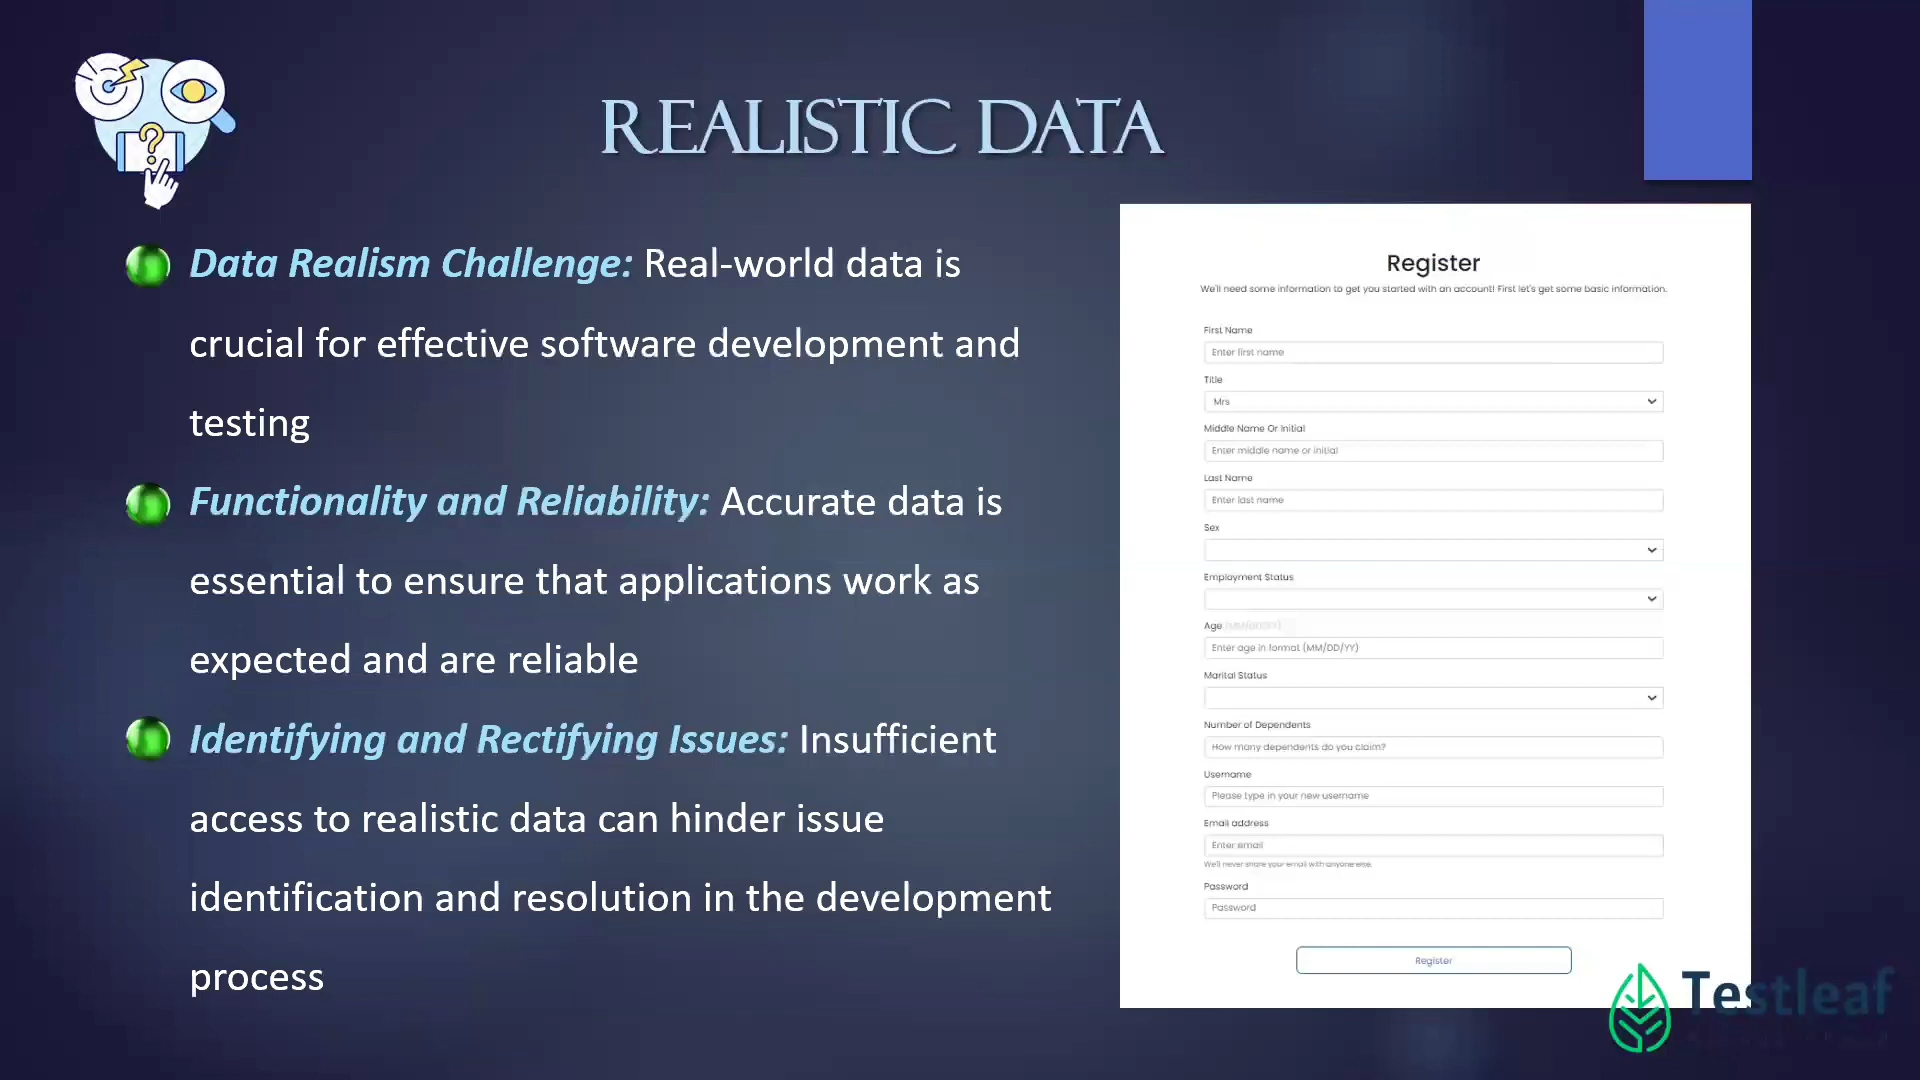 REALISTIC DATA
Data Realism Challenge: Real-world data is
crucial for effective software development and
testing
Functionality and Reliability: Accurate data is
essential to ensure that applications work as
expected and are reliable
Identifying and Rectifying Issues: Insufficient
access to realistic data can hinder issue
identification and resolution in the development
process
Register
We'll need some information to get you started with an account! First let's get some basic information.
First Name
Enter first name
Title
Mrs
Middle Name Or Initial
Enter middle name or initial
Last Name
Enter last name
Sex
Employment Status
Age
Enter age in format (MM/DD/YY)
Marital Status
Number of Dependents
How many dependents do you claim?
Username
Please type in your new username
Email address
Enter email
We'll never share your email with anyone else.
Password
Password
Register
Testleaf